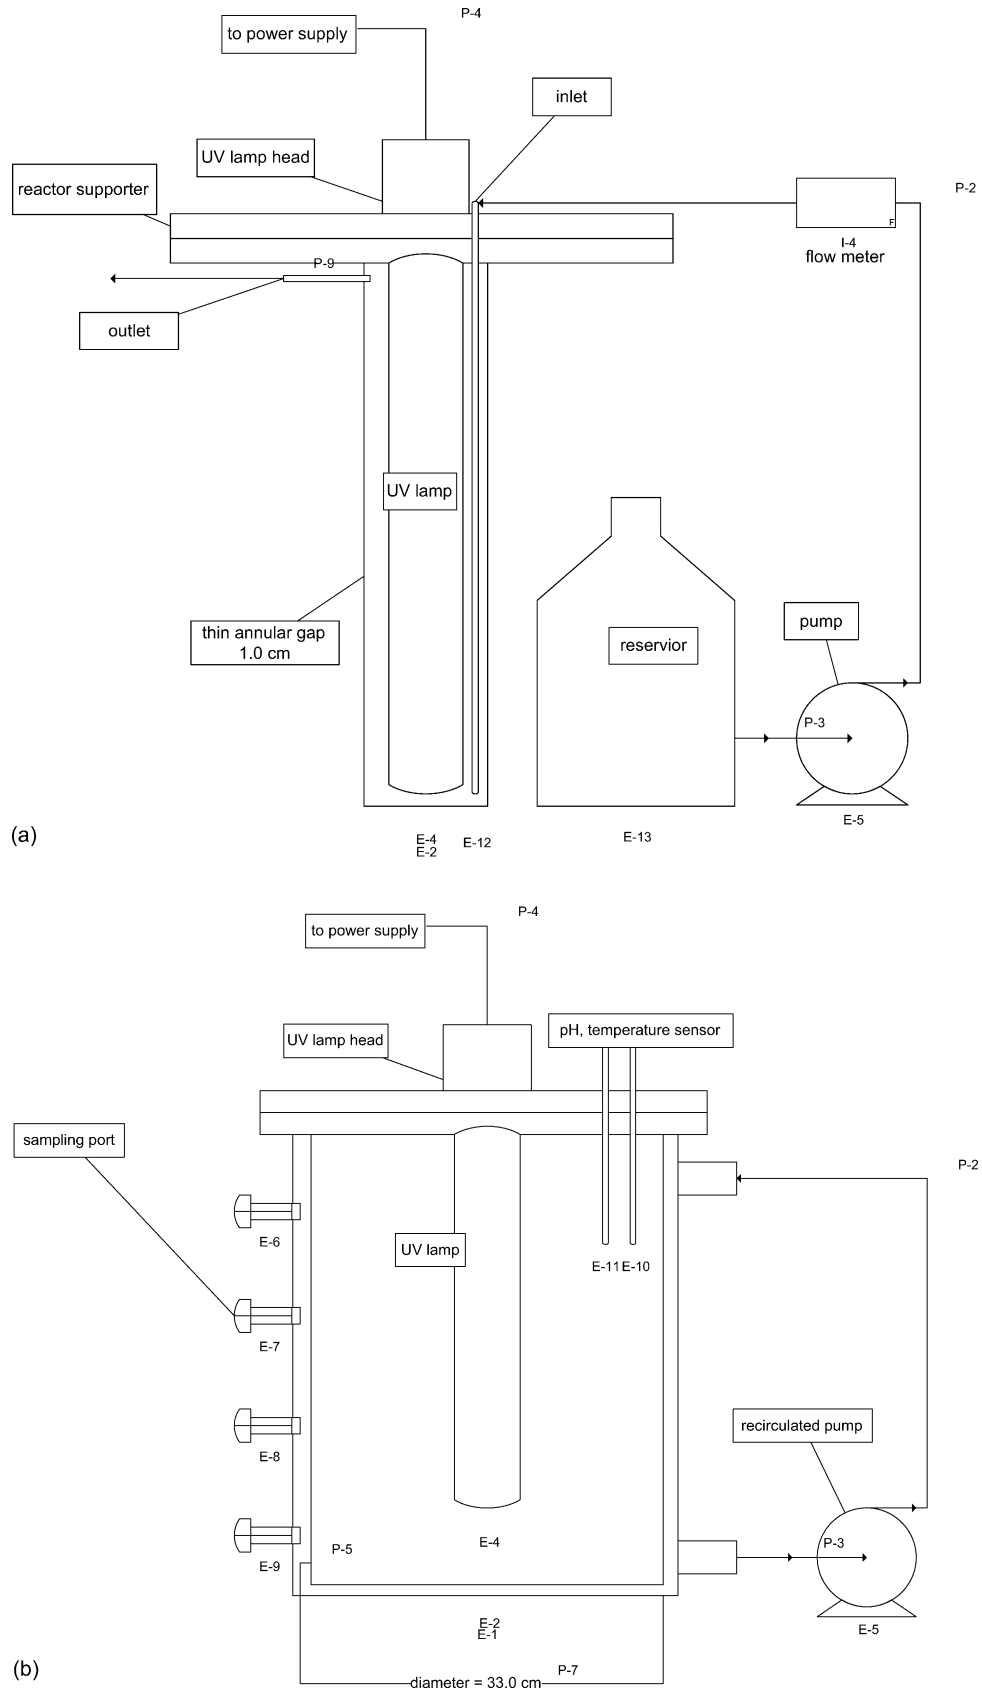 P-4
to power supply
inlet
UV lamp head
reactor supporter
P-2
F
I-4
flow meter
P-9
outlet
UV lamp
thin annular gap
1.0 cm
reservior
pump
P-3
E-5
(a)
E-4
E-2
E-12
E-13
P-4
to power supply
pH, temperature sensor
UV lamp head
sampling port
P-2
E-6
UV lamp
E-11
E-10
E-7
recirculated pump
E-8
P-3
E-4
P-5
E-9
E-5
E-2
E-1
(b)
P-7
diameter = 33.0 cm